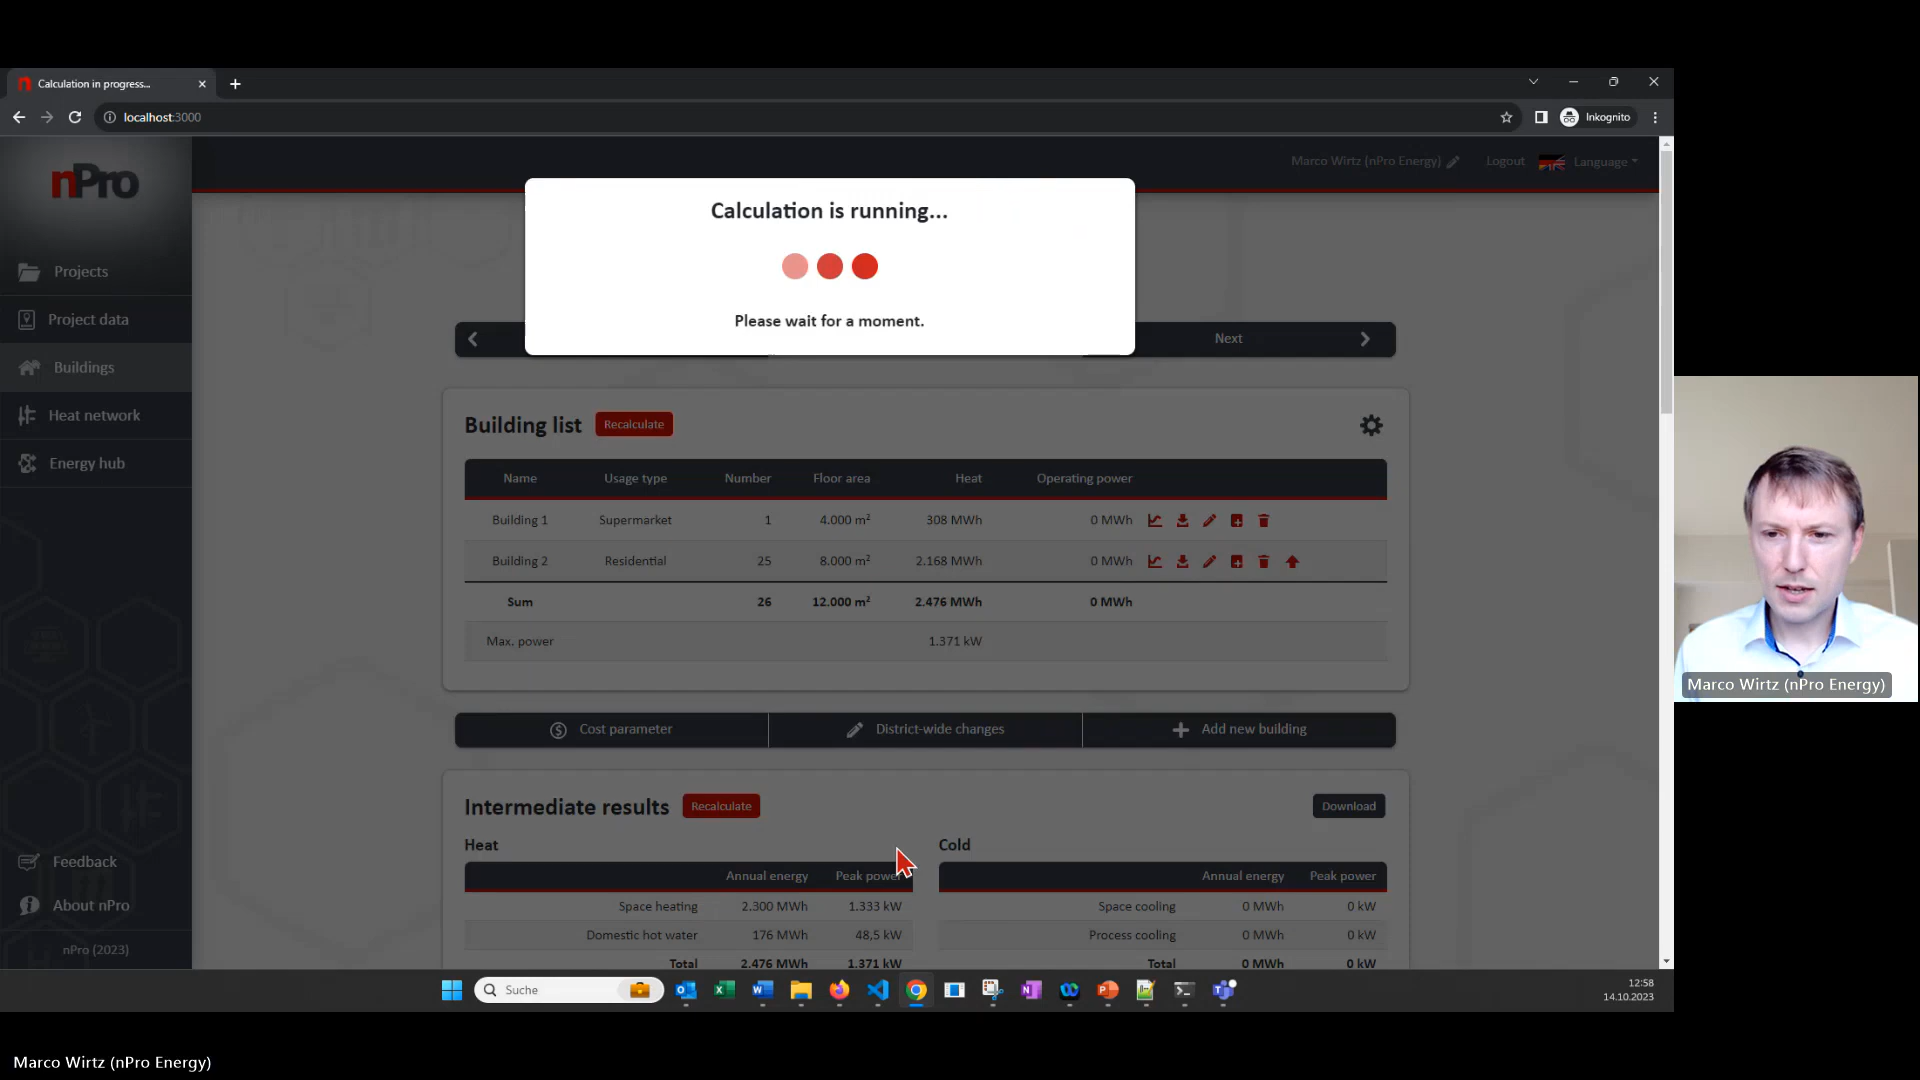 Calculation in progress...
localhost:3000
Inkognito
nPro
Marco Wirtz (nPro Energy)
Logout
Language
Calculation is running...
Please wait for a moment.
Projects
Project data
Buildings
Heat network
Energy hub
Feedback
About nPro
nPro (2023)
Next
Building list
Recalculate
Name Usage type Number Floor area Heat Operating power
Building 1 Supermarket 1 4.000 m² 308 MWh 0 MWh
Building 2 Residential 25 8.000 m² 2.168 MWh 0 MWh
Sum 26 12.000 m² 2.476 MWh 0 MWh
Max. power 1.371 kW
Cost parameter
District-wide changes
Add new building
Intermediate results
Recalculate
Download
Heat
Annual energy Peak power
Space heating 2.300 MWh 1.333 kW
Domestic hot water 176 MWh 48,5 kW
Total 2.476 MWh 1.371 kW
Cold
Annual energy Peak power
Space cooling 0 MWh 0 kW
Process cooling 0 MWh 0 kW
Total 0 MWh 0 kW
Suche
12:58
14.10.2023
Marco Wirtz (nPro Energy)
Marco Wirtz (nPro Energy)